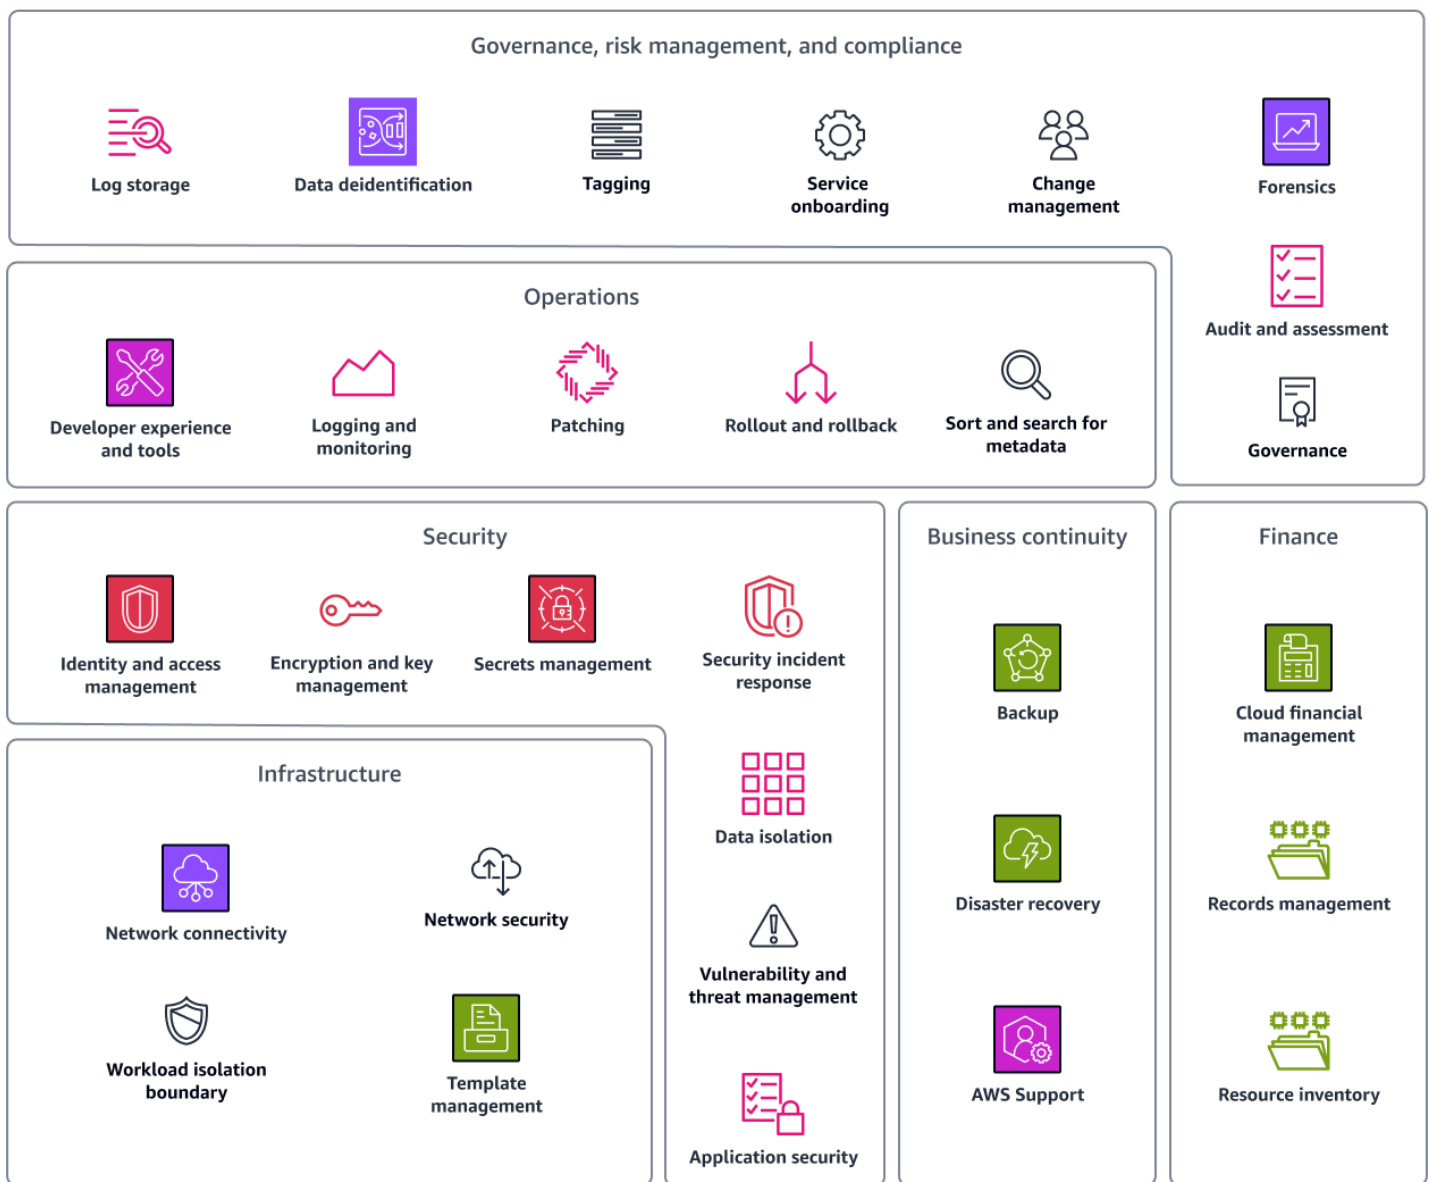 Governance, risk management, and compliance
Log storage
Data deidentification
Tagging
Service
onboarding
Change
management
Forensics
Audit and assessment
Governance
Operations
Developer experience
and tools
Logging and
monitoring
Patching
Rollout and rollback
Sort and search for
metadata
Security
Identity and access
management
Encryption and key
management
Secrets management
Security incident
response
Data isolation
Vulnerability and
threat management
Application security
Infrastructure
Network connectivity
Network security
Workload isolation
boundary
Template
management
Business continuity
Backup
Disaster recovery
AWS Support
Finance
Cloud financial
management
Records management
Resource inventory